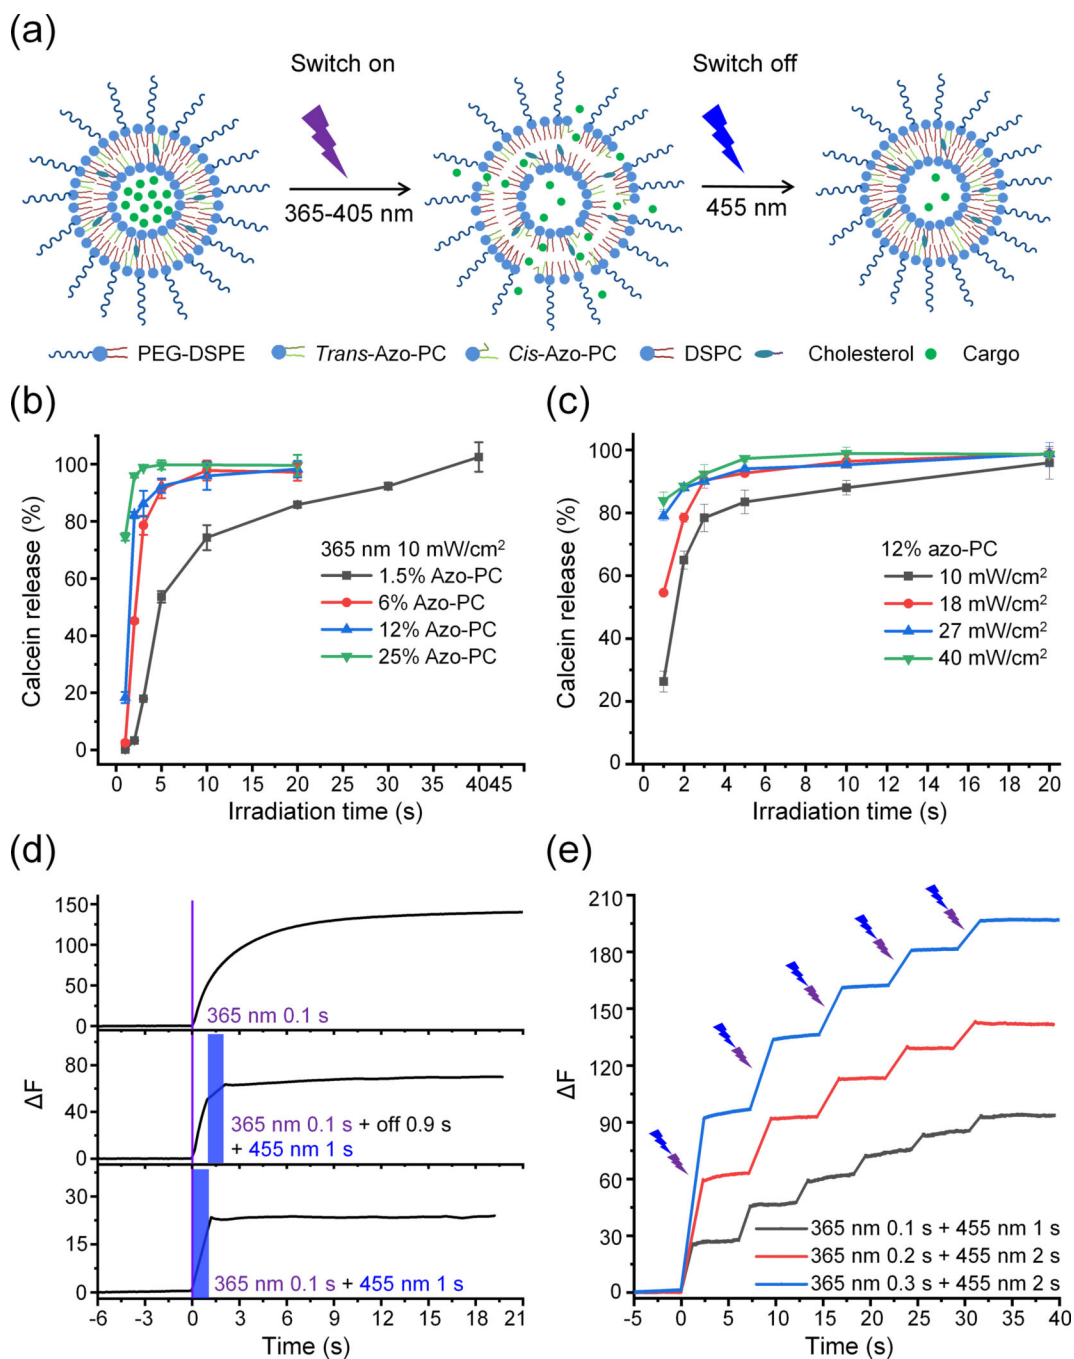 (a)
Switch on
Switch off
365-405 nm
455 nm
PEG-DSPE
Trans-Azo-PC
Cis-Azo-PC
DSPC
Cholesterol
Cargo
(b)
Calcein release (%)
100
80
60
40
20
0
365 nm 10 mW/cm²
1.5% Azo-PC
6% Azo-PC
12% Azo-PC
25% Azo-PC
0 5 10 15 20 25 30 35 4045
Irradiation time (s)
(c)
Calcein release (%)
100
80
60
40
20
0
12% azo-PC
10 mW/cm²
18 mW/cm²
27 mW/cm²
40 mW/cm²
0 2 4 6 8 10 12 14 16 18 20
Irradiation time (s)
(d)
ΔF
150
100
50
0
365 nm 0.1 s
80
40
0
365 nm 0.1 s + off 0.9 s
+ 455 nm 1 s
30
15
0
365 nm 0.1 s + 455 nm 1 s
-6 -3 0 3 6 9 12 15 18 21
Time (s)
(e)
ΔF
210
180
150
120
90
60
30
0
365 nm 0.1 s + 455 nm 1 s
365 nm 0.2 s + 455 nm 2 s
365 nm 0.3 s + 455 nm 2 s
-5 0 5 10 15 20 25 30 35 40
Time (s)